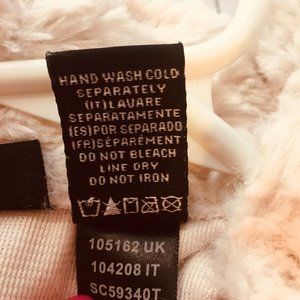 HAND WASH COLD
SEPARATELY
(IT)LAVARE
SEPARATAMENTE
(ES)POR SEPARADO
(FR)SÉPARÉMENT
DO NOT BLEACH
LINE DRY
DO NOT IRON
105162 UK
104208 IT
SC59340T